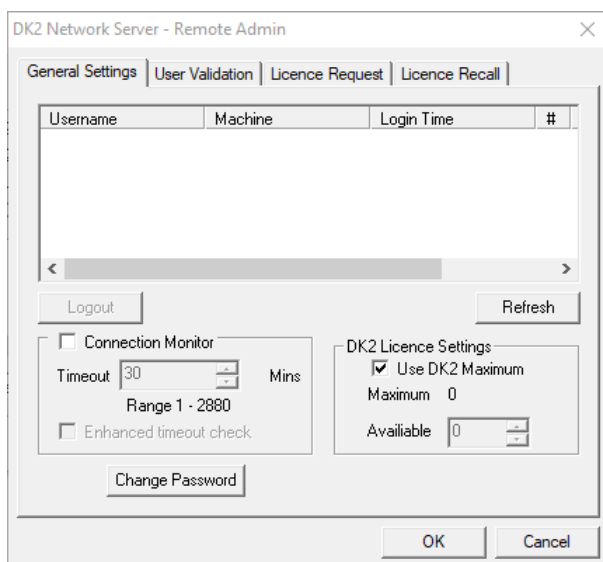 DK2 Network Server - Remote Admin
General Settings User Validation Licence Request Licence Recall
Username Machine Login Time #
Logout Refresh
Connection Monitor
Timeout 30 Mins
Range 1 - 2880
Enhanced timeout check
DK2 Licence Settings
Use DK2 Maximum
Maximum 0
Availiable 0
Change Password
OK Cancel